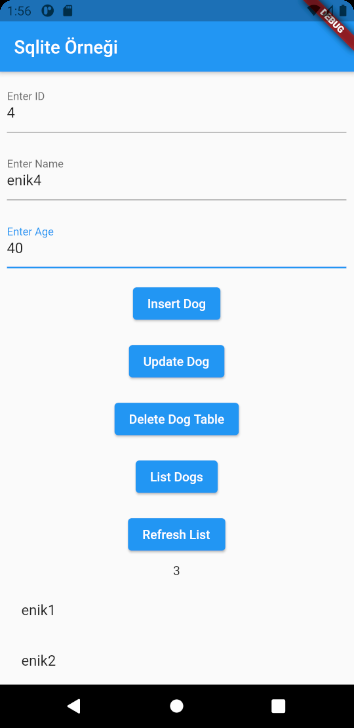 1:56
DEBUG
Sqlite Örneği
Enter ID
4
Enter Name
enik4
Enter Age
40
Insert Dog
Update Dog
Delete Dog Table
List Dogs
Refresh List
3
enik1
enik2